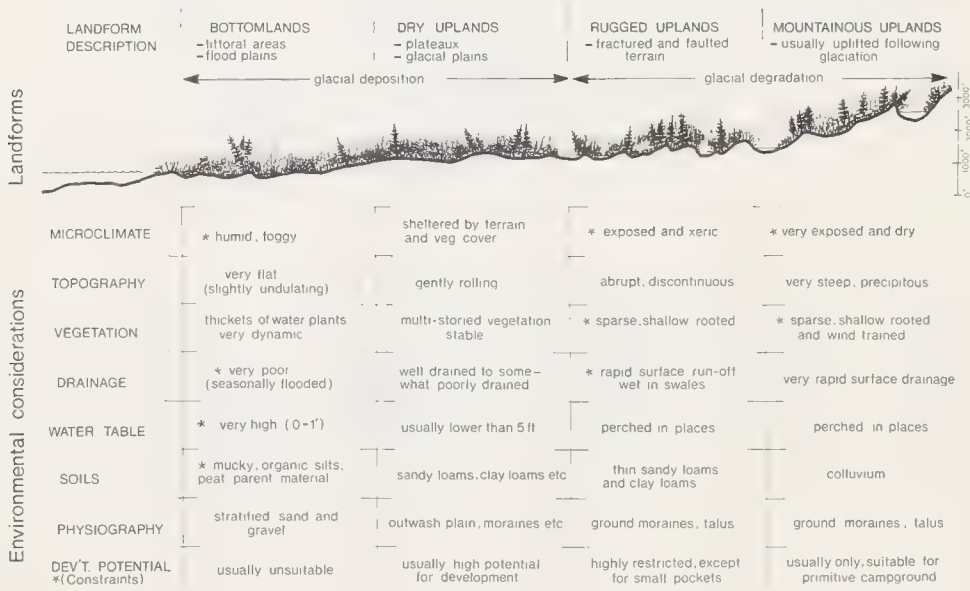 LANDFORM
DESCRIPTION
BOTTOMLANDS
- littoral areas
- flood plains
DRY UPLANDS
- plateaux
- glacial plains
RUGGED UPLANDS
- fractured and faulted
terrain
MOUNTAINOUS UPLANDS
- usually uplifted following
glaciation
glacial deposition
glacial degradation
Landforms
3000'
1000'
0'
Environmental considerations
MICROCLIMATE
* humid, foggy
sheltered by terrain
and veg cover
* exposed and xeric
* very exposed and dry
TOPOGRAPHY
very flat
(slightly undulating)
gently rolling
abrupt, discontinuous
very steep, precipitous
VEGETATION
thickets of water plants
very dynamic
multi-storied vegetation
stable
* sparse, shallow rooted
* sparse, shallow rooted
and wind trained
DRAINAGE
* very poor
(seasonally flooded)
well drained to some-
what poorly drained
* rapid surface run-off
wet in swales
very rapid surface drainage
WATER TABLE
* very high (0-1')
usually lower than 5 ft
perched in places
perched in places
SOILS
* mucky, organic silts,
peat parent material
sandy loams, clay loams etc
thin sandy loams
and clay loams
colluvium
PHYSIOGRAPHY
stratified sand and
gravel
outwash plain, moraines etc
ground moraines, talus
ground moraines, talus
DEV'T. POTENTIAL
*(Constraints)
usually unsuitable
usually high potential
for development
highly restricted, except
for small pockets
usually only, suitable for
primitive campground